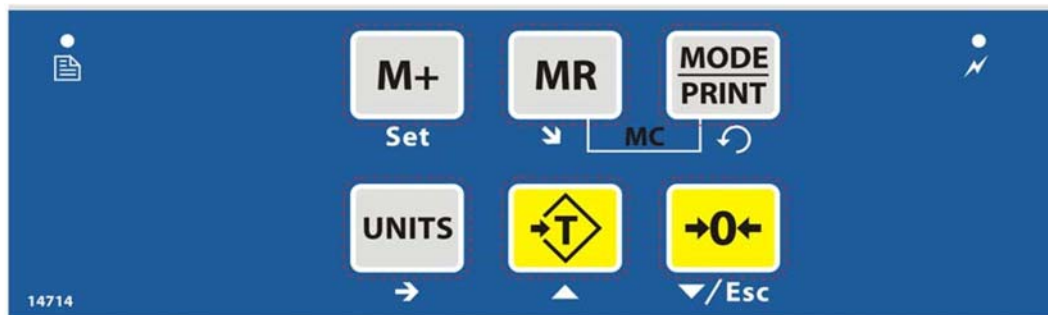 M+ MR MODE
PRINT
Set MC
UNITS T →0←
▼/Esc
14714